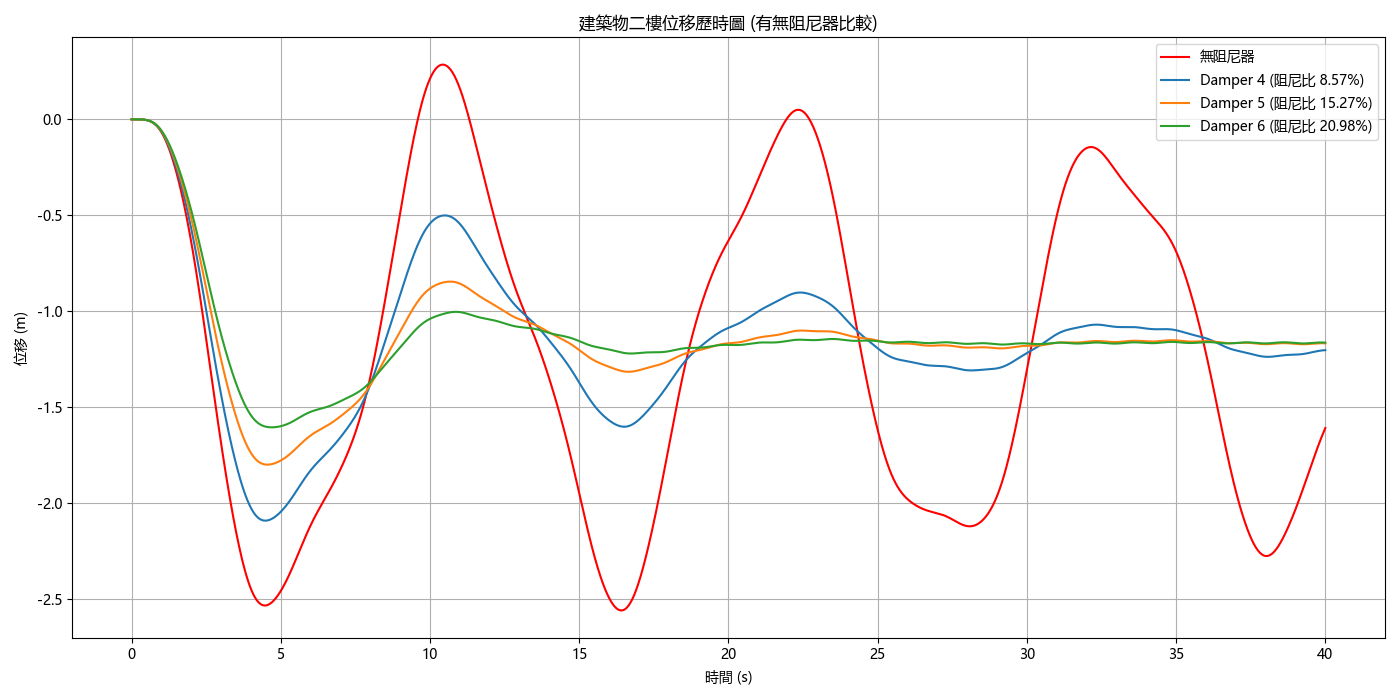 建築物二樓位移歷時圖 (有無阻尼器比較)
無阻尼器
Damper 4 (阻尼比 8.57%)
Damper 5 (阻尼比 15.27%)
Damper 6 (阻尼比 20.98%)
位移 (m)
0.0
-0.5
-1.0
-1.5
-2.0
-2.5
0 5 10 15 20 25 30 35 40
時間 (s)